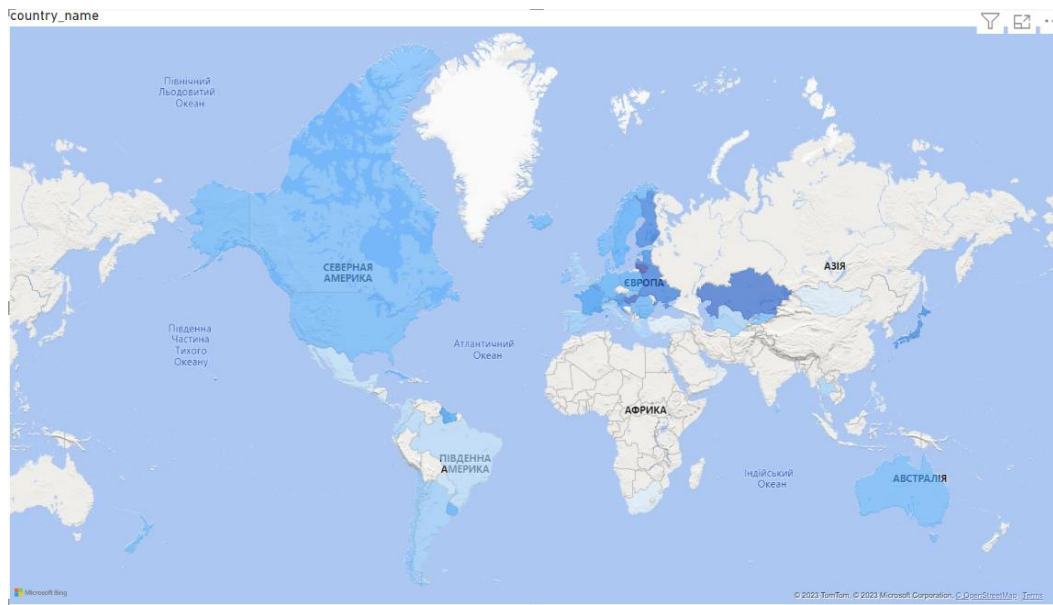 country_name
Північний
Льодовитий
Океан
СЕВЕРНАЯ
АМЕРИКА
ЄВРОПА
АЗІЯ
Південна
Частина
Тихого
Океану
Атлантичний
Океан
АФРИКА
ПІВДЕННА
АМЕРИКА
Індійський
Океан
АВСТРАЛІЯ
Microsoft Bing
© 2023 TomTom, © 2023 Microsoft Corporation, © OpenStreetMap Terms